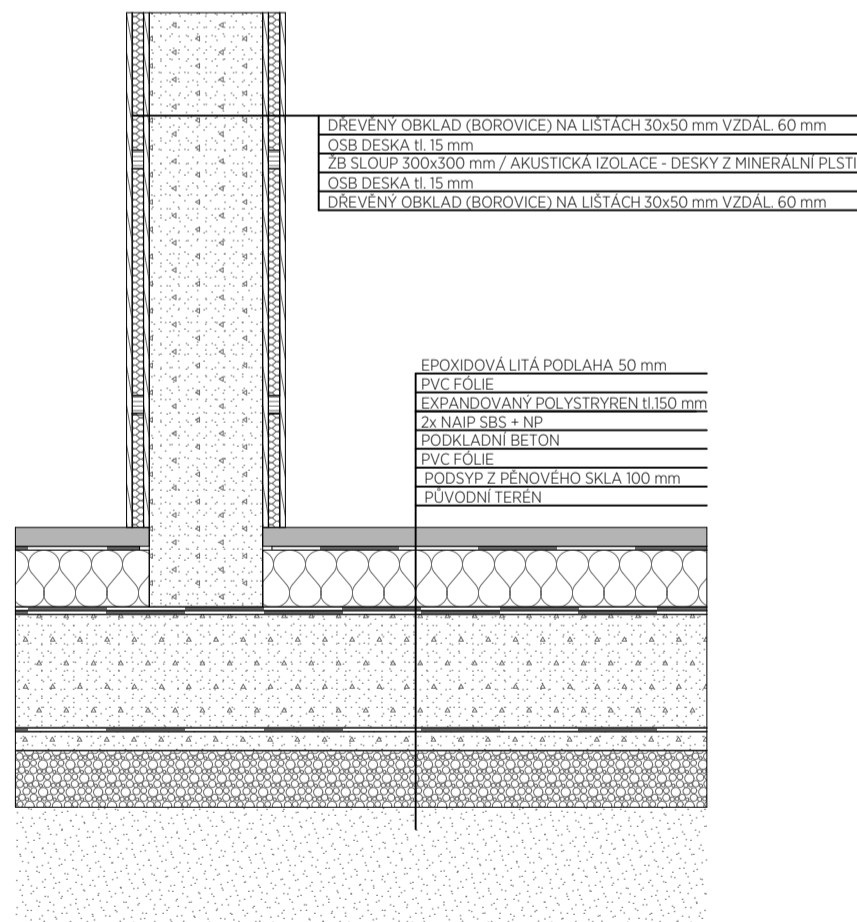 DŘEVĚNÝ OBKLAD (BOROVICE) NA LIŠTÁCH 30x50 mm VZDÁL. 60 mm
OSB DESKA tl. 15 mm
ŽB SLOUP 300x300 mm / AKUSTICKÁ IZOLACE - DESKY Z MINERÁLNÍ PLSTI
OSB DESKA tl. 15 mm
DŘEVĚNÝ OBKLAD (BOROVICE) NA LIŠTÁCH 30x50 mm VZDÁL. 60 mm
EPOXIDOVÁ LITÁ PODLAHA 50 mm
PVC FÓLIE
EXPANDOVANÝ POLYSTRYREN tl.150 mm
2x NAIP SBS + NP
PODKLADNÍ BETON
PVC FÓLIE
PODSYP Z PĚNOVÉHO SKLA 100 mm
PŮVODNÍ TERÉN